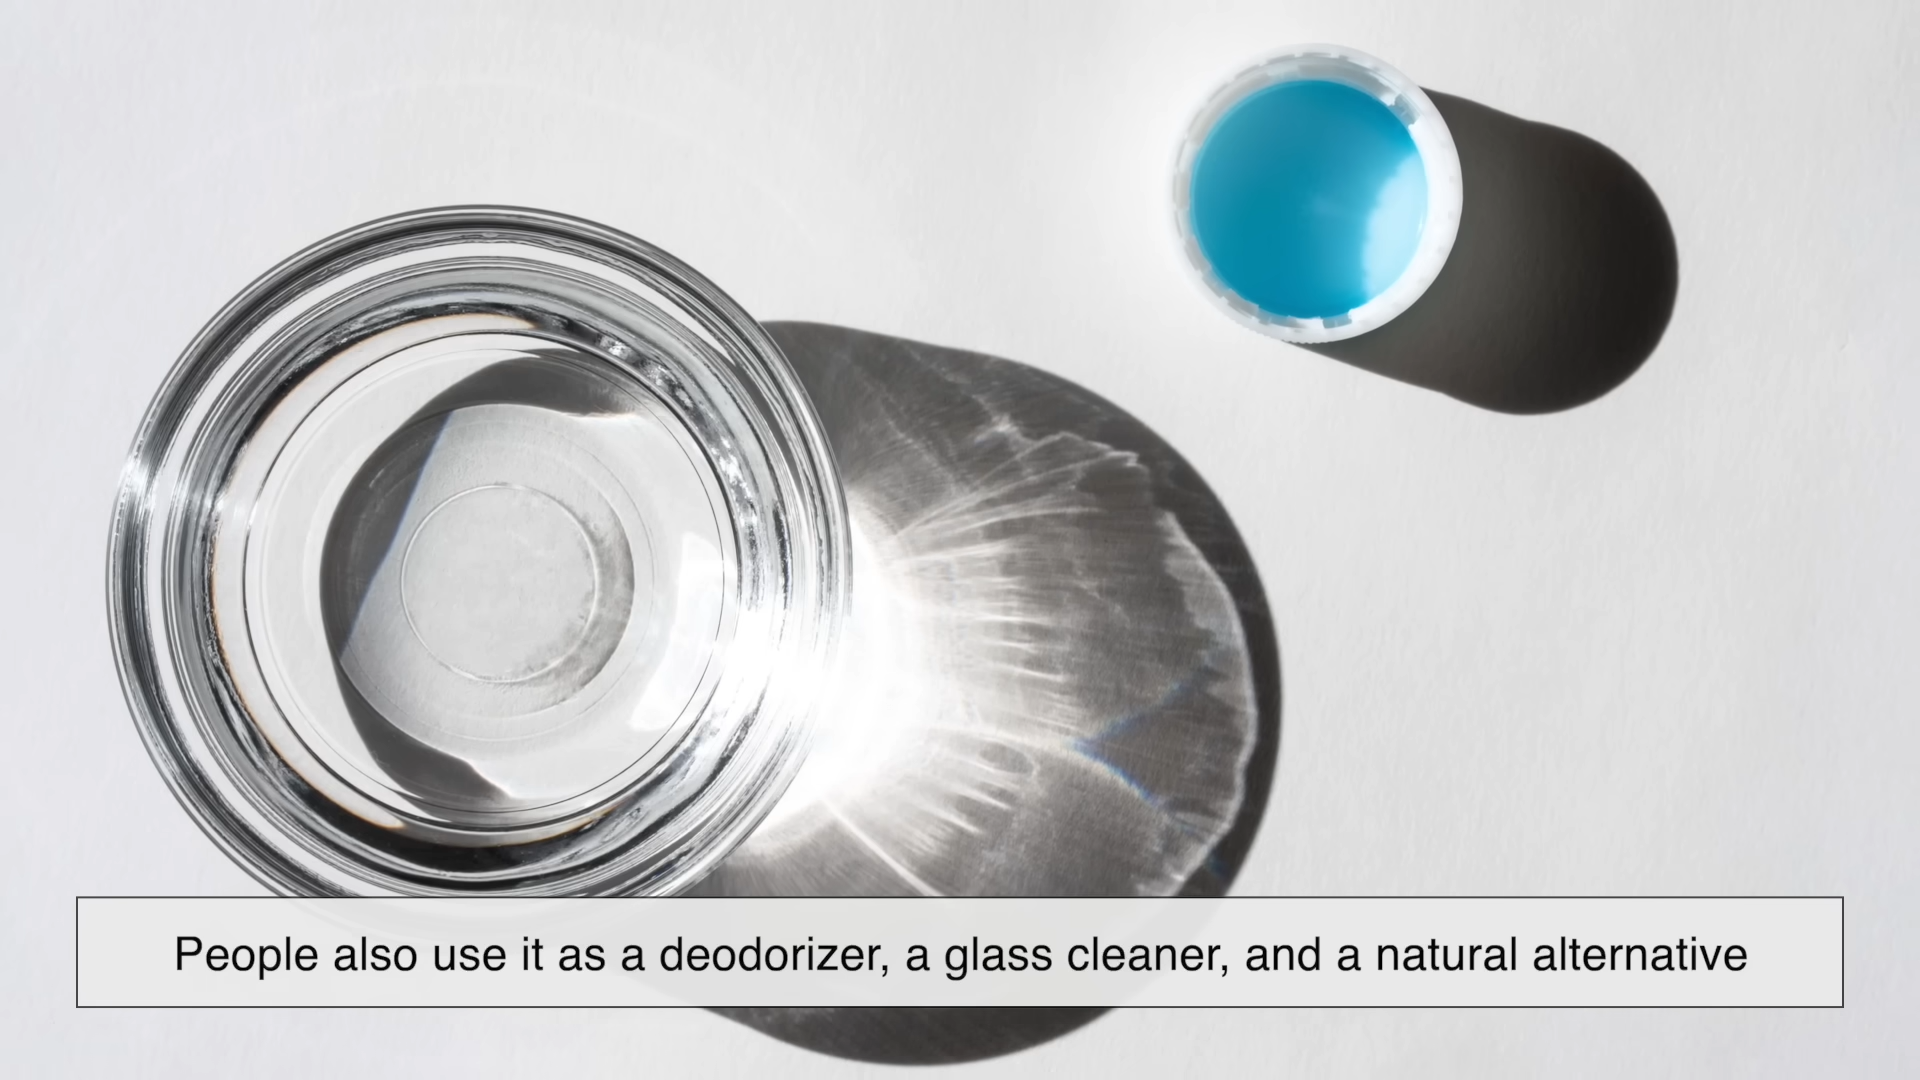 People also use it as a deodorizer, a glass cleaner, and a natural alternative